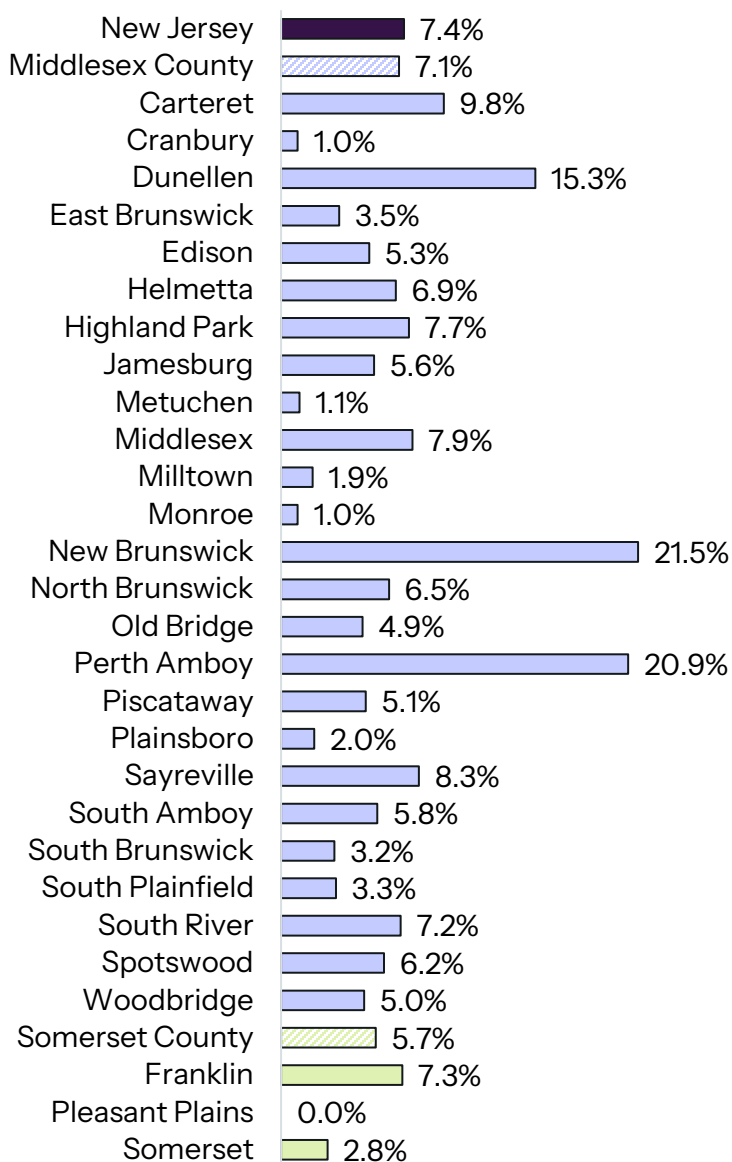 New Jersey 7.4%
Middlesex County 7.1%
Carteret 9.8%
Cranbury 1.0%
Dunellen 15.3%
East Brunswick 3.5%
Edison 5.3%
Helmetta 6.9%
Highland Park 7.7%
Jamesburg 5.6%
Metuchen 1.1%
Middlesex 7.9%
Milltown 1.9%
Monroe 1.0%
New Brunswick 21.5%
North Brunswick 6.5%
Old Bridge 4.9%
Perth Amboy 20.9%
Piscataway 5.1%
Plainsboro 2.0%
Sayreville 8.3%
South Amboy 5.8%
South Brunswick 3.2%
South Plainfield 3.3%
South River 7.2%
Spotswood 6.2%
Woodbridge 5.0%
Somerset County 5.7%
Franklin 7.3%
Pleasant Plains 0.0%
Somerset 2.8%